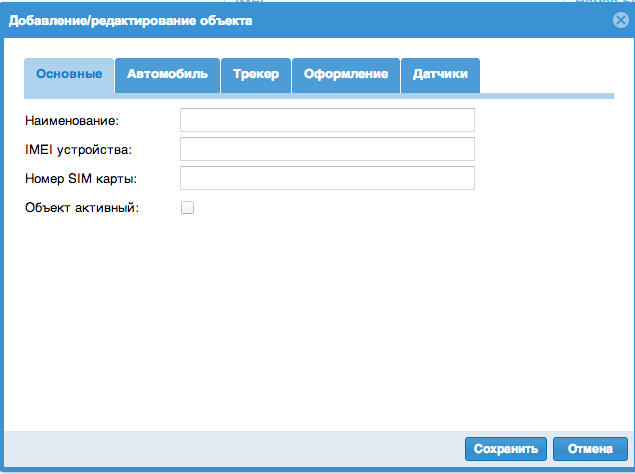 Добавление/редактирование объекта
Основные Автомобиль Трекер Оформление Датчики
Наименование:
IMEI устройства:
Номер SIM карты:
Объект активный:
Сохранить Отмена